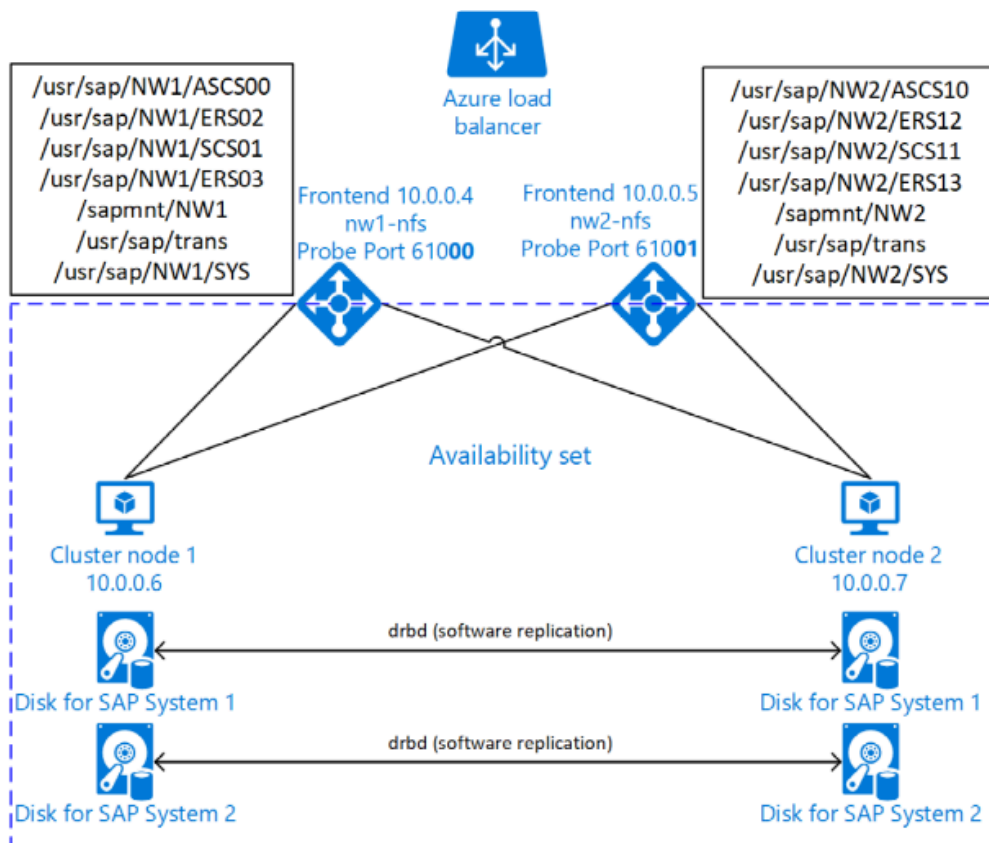 Azure load
balancer
/usr/sap/NW1/ASCS00
/usr/sap/NW1/ERS02
/usr/sap/NW1/SCS01
/usr/sap/NW1/ERS03
/sapmnt/NW1
/usr/sap/trans
/usr/sap/NW1/SYS
Frontend 10.0.0.4
nw1-nfs
Probe Port 61000
Frontend 10.0.0.5
nw2-nfs
Probe Port 61001
/usr/sap/NW2/ASCS10
/usr/sap/NW2/ERS12
/usr/sap/NW2/SCS11
/usr/sap/NW2/ERS13
/sapmnt/NW2
/usr/sap/trans
/usr/sap/NW2/SYS
Availability set
Cluster node 1
10.0.0.6
Cluster node 2
10.0.0.7
drbd (software replication)
Disk for SAP System 1
Disk for SAP System 1
drbd (software replication)
Disk for SAP System 2
Disk for SAP System 2